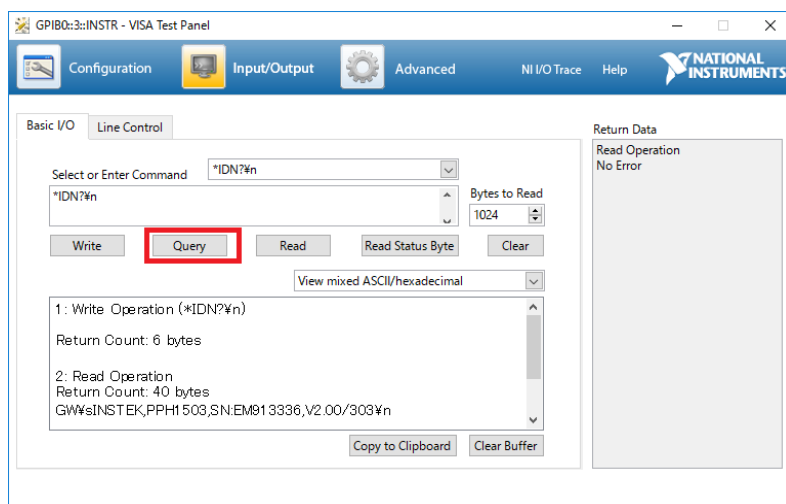 GPIB0::3::INSTR - VISA Test Panel
Configuration
Input/Output
Advanced
NI I/O Trace
Help
NATIONAL
INSTRUMENTS
Basic I/O
Line Control
Select or Enter Command
*IDN?¥n
*IDN?¥n
Bytes to Read
1024
Write
Query
Read
Read Status Byte
Clear
View mixed ASCII/hexadecimal
1: Write Operation (*IDN?¥n)
Return Count: 6 bytes
2: Read Operation
Return Count: 40 bytes
GW¥sINSTEK,PPH1503,SN:EM913336,V2.00/303¥n
Copy to Clipboard
Clear Buffer
Return Data
Read Operation
No Error